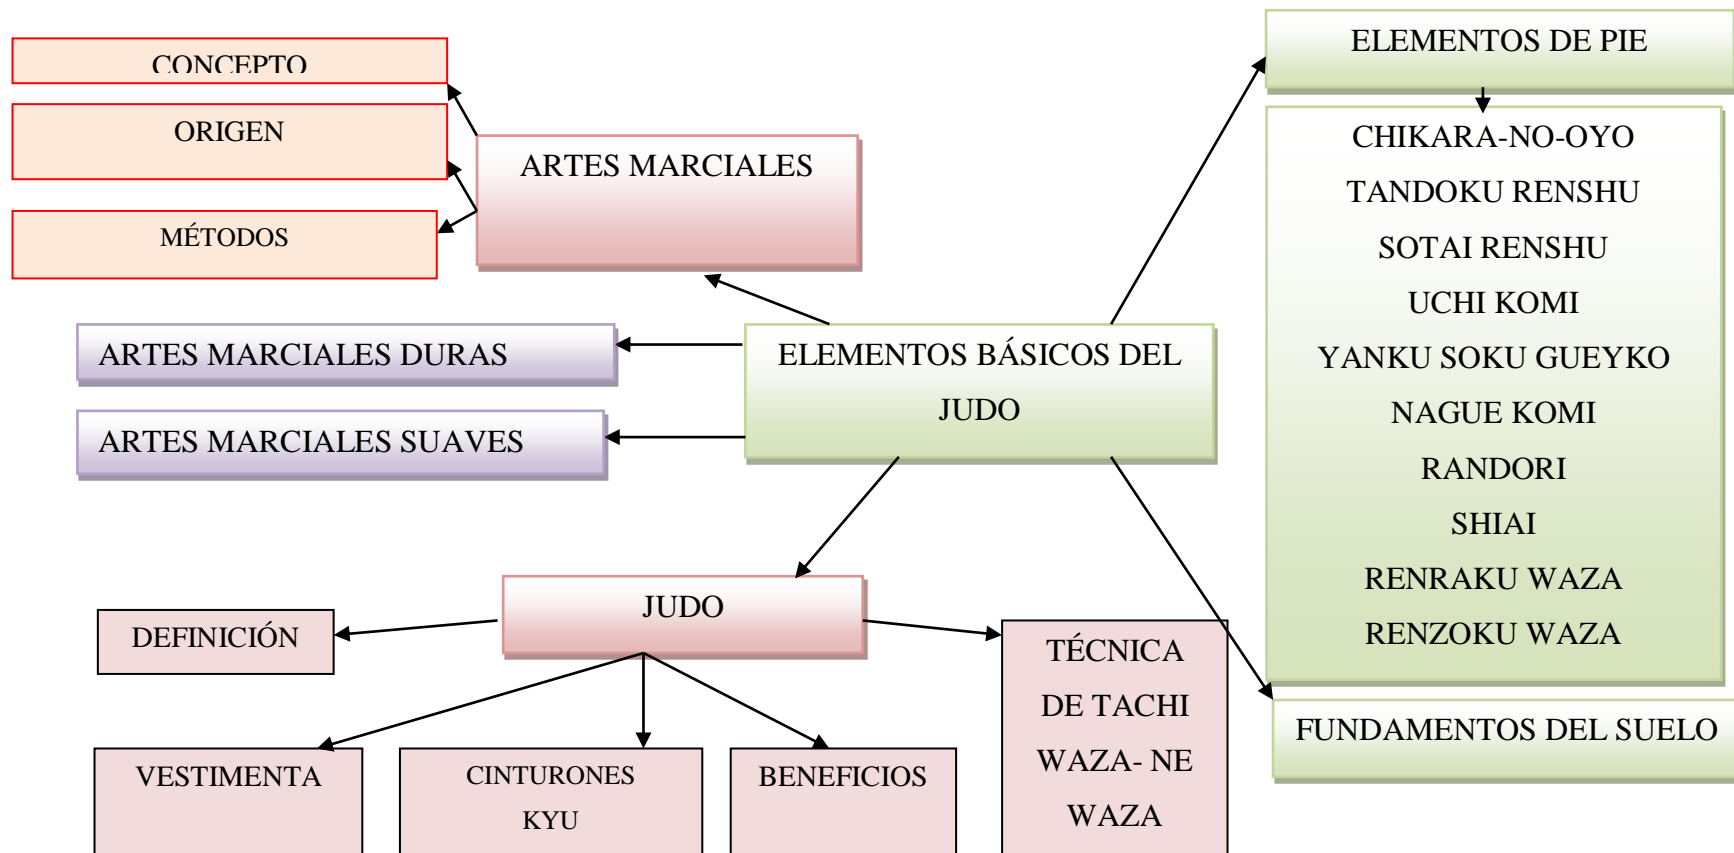 CONCEPTO
ORIGEN
MÉTODOS
ARTES MARCIALES
ARTES MARCIALES DURAS
ARTES MARCIALES SUAVES
ELEMENTOS BÁSICOS DEL
JUDO
ELEMENTOS DE PIE
CHIKARA-NO-OYO
TANDOKU RENSHU
SOTAI RENSHU
UCHI KOMI
YANKU SOKU GUEYKO
NAGUE KOMI
RANDORI
SHIAI
RENRAKU WAZA
RENZOKU WAZA
FUNDAMENTOS DEL SUELO
JUDO
DEFINICIÓN
VESTIMENTA
CINTURONES
KYU
BENEFICIOS
TÉCNICA
DE TACHI
WAZA- NE
WAZA